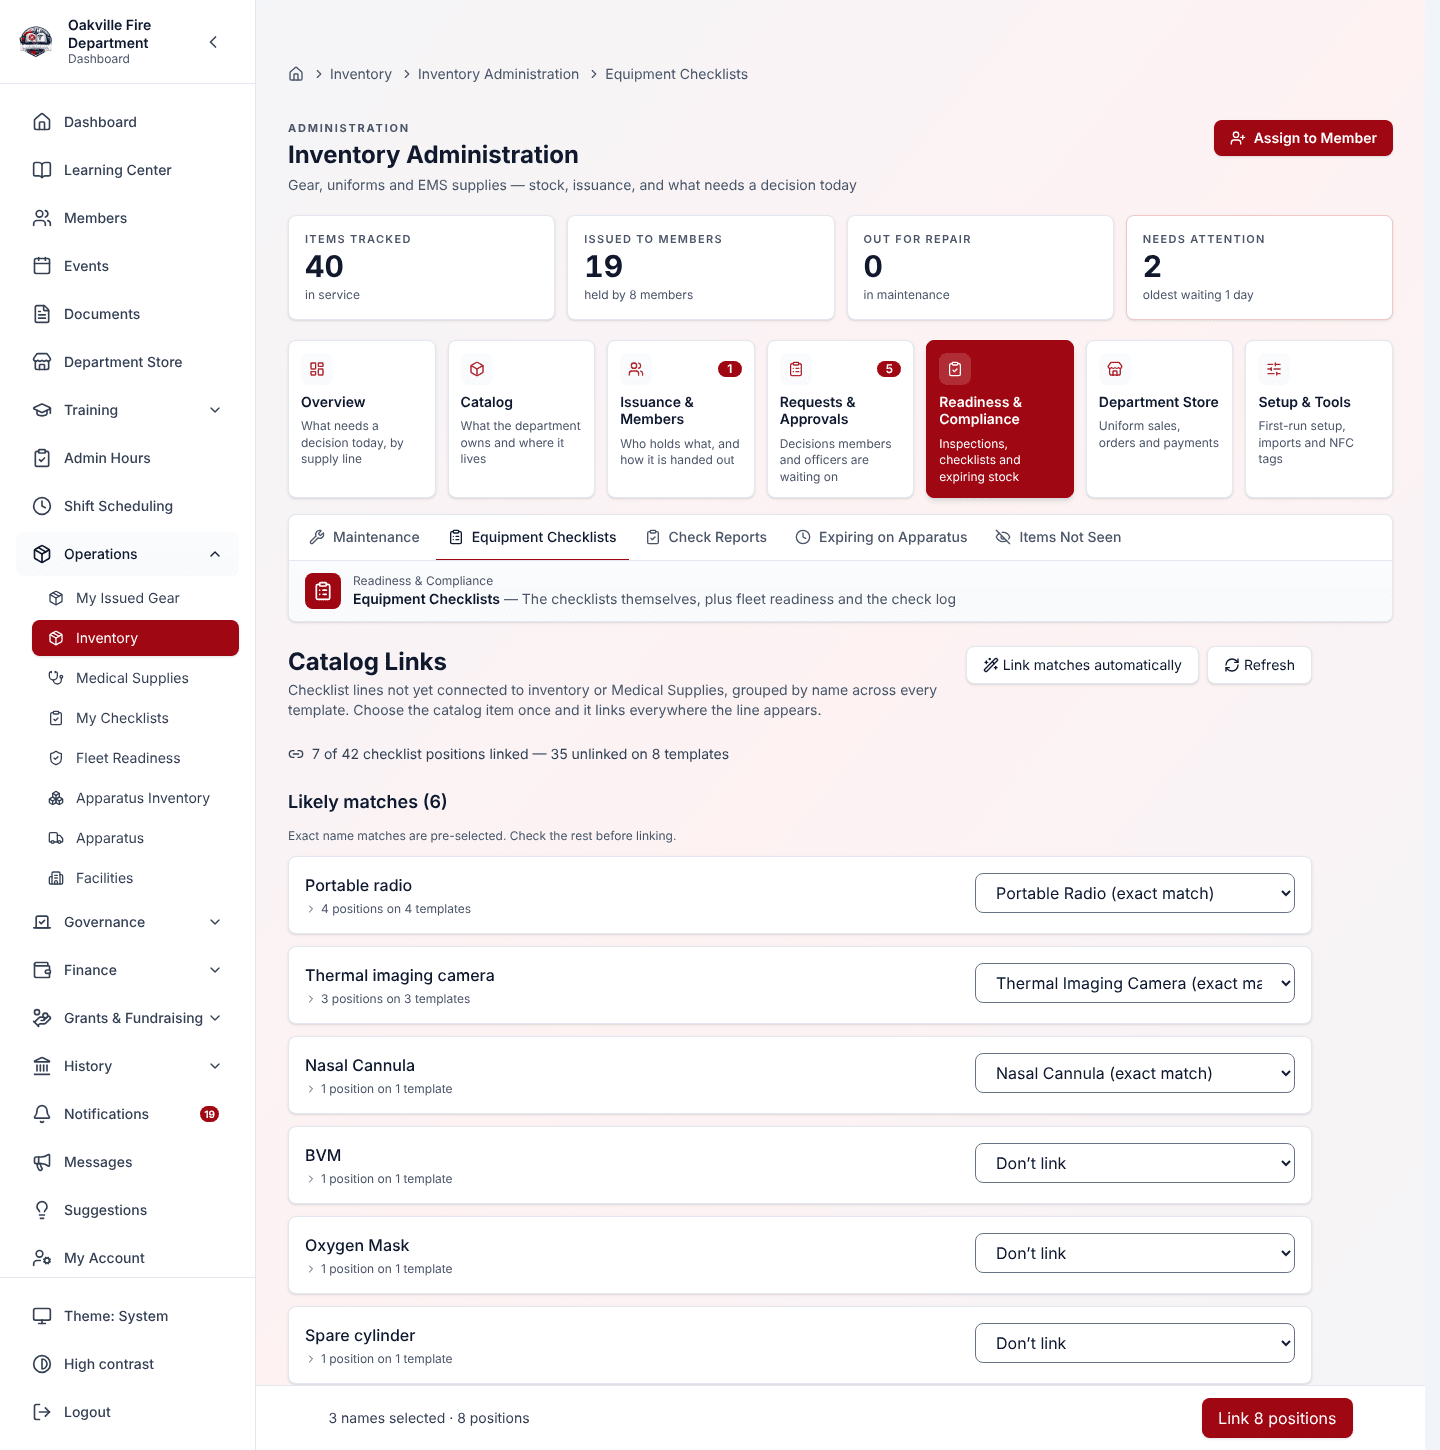 Oakville Fire
Department
Dashboard
Dashboard
Learning Center
Members
Events
Documents
Department Store
Training
Admin Hours
Shift Scheduling
Operations
My Issued Gear
Inventory
Medical Supplies
My Checklists
Fleet Readiness
Apparatus Inventory
Apparatus
Facilities
Governance
Finance
Grants & Fundraising
History
Notifications 19
Messages
Suggestions
My Account
Theme: System
High contrast
Logout
Inventory Inventory Administration Equipment Checklists
ADMINISTRATION
Inventory Administration
Gear, uniforms and EMS supplies — stock, issuance, and what needs a decision today
Assign to Member
ITEMS TRACKED
40
in service
ISSUED TO MEMBERS
19
held by 8 members
OUT FOR REPAIR
0
in maintenance
NEEDS ATTENTION
2
oldest waiting 1 day
Overview
What needs a
decision today, by
supply line
Catalog
What the department
owns and where it
lives
1
Issuance &
Members
Who holds what, and
how it is handed out
5
Requests &
Approvals
Decisions members
and officers are
waiting on
Readiness &
Compliance
Inspections,
checklists and
expiring stock
Department Store
Uniform sales,
orders and payments
Setup & Tools
First-run setup,
imports and NFC
tags
Maintenance Equipment Checklists Check Reports Expiring on Apparatus Items Not Seen
Readiness & Compliance
Equipment Checklists — The checklists themselves, plus fleet readiness and the check log
Catalog Links
Link matches automatically Refresh
Checklist lines not yet connected to inventory or Medical Supplies, grouped by name across every
template. Choose the catalog item once and it links everywhere the line appears.
7 of 42 checklist positions linked — 35 unlinked on 8 templates
Likely matches (6)
Exact name matches are pre-selected. Check the rest before linking.
Portable radio
4 positions on 4 templates
Portable Radio (exact match)
Thermal imaging camera
3 positions on 3 templates
Thermal Imaging Camera (exact ma
Nasal Cannula
1 position on 1 template
Nasal Cannula (exact match)
BVM
1 position on 1 template
Don't link
Oxygen Mask
1 position on 1 template
Don't link
Spare cylinder
1 position on 1 template
Don't link
3 names selected · 8 positions
Link 8 positions